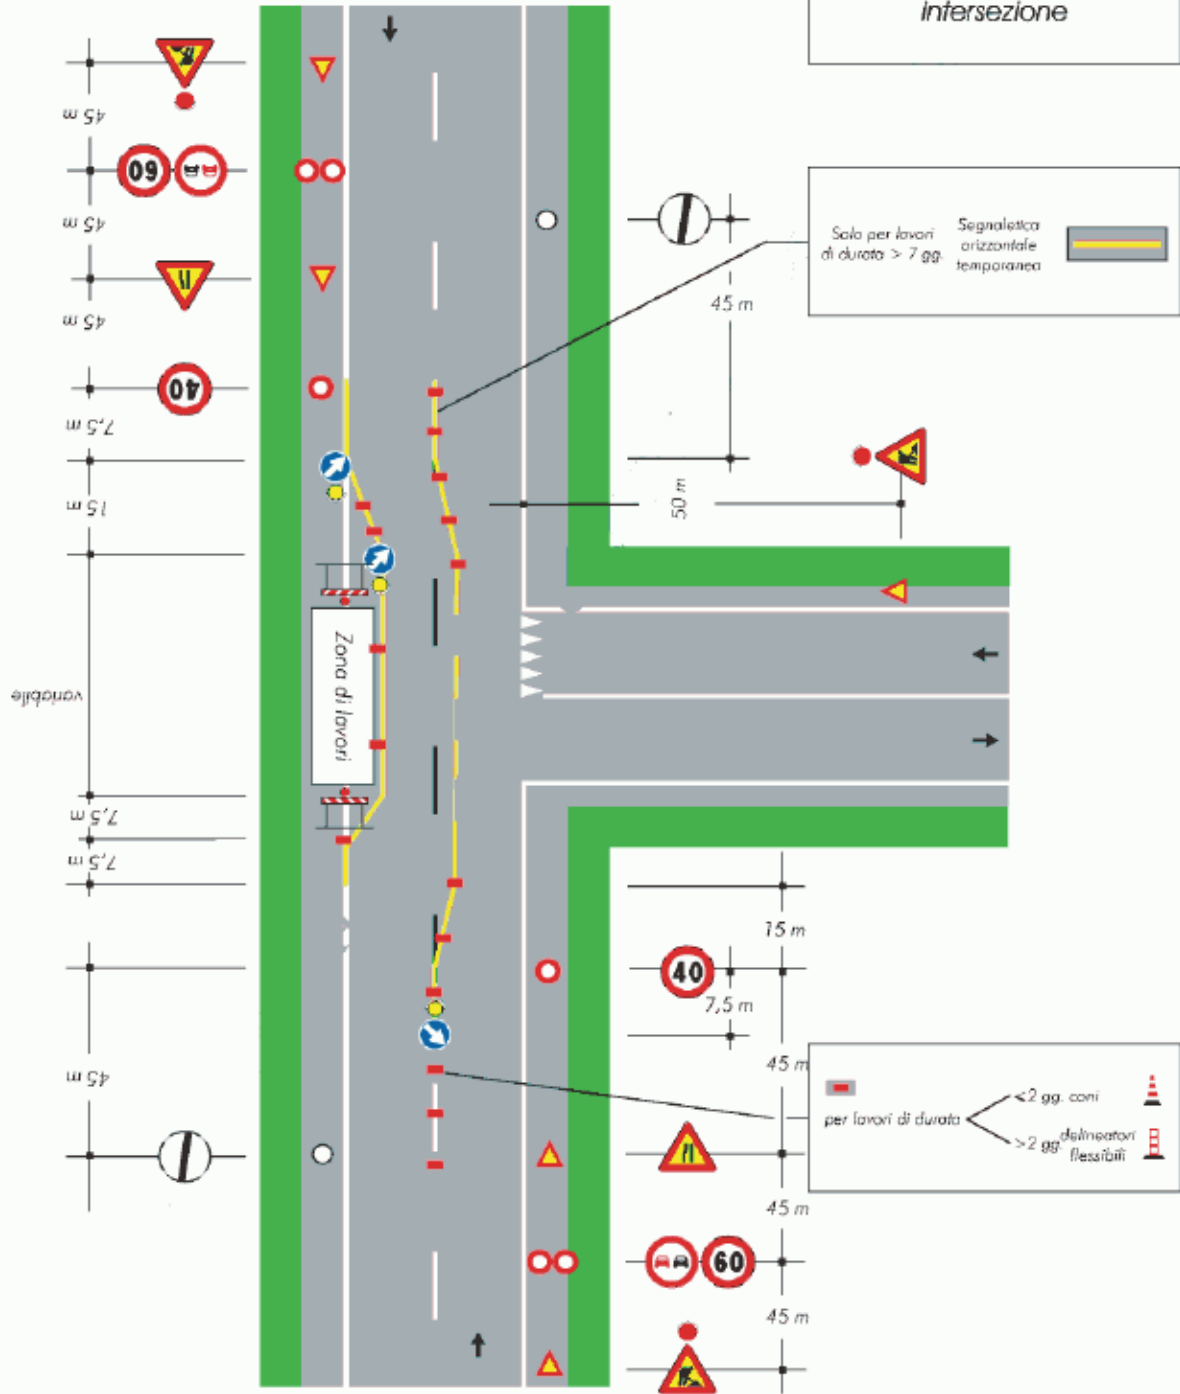 intersezione
45 m
60
45 m
45 m
40
7,5 m
15 m
variabile
7,5 m
7,5 m
45 m
Zona di lavori
45 m
50 m
Solo per lavori
di durata > 7 gg.
Segnaletica
orizzontale
temporanea
15 m
40
7,5 m
45 m
per lavori di durata
<2 gg. coni
>2 gg. delineatori
flessibili
45 m
60
45 m